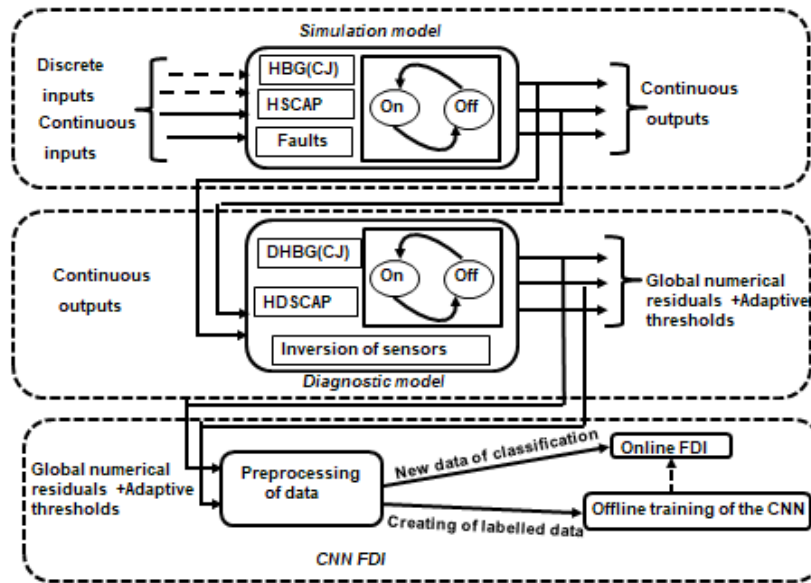 Simulation model
Discrete
inputs
Continuous
inputs
HBG(CJ)
HSCAP
Faults
On
Off
Continuous
outputs
Continuous
outputs
DHBG(CJ)
HDSCAP
On
Off
Inversion of sensors
Diagnostic model
Global numerical
residuals +Adaptive
thresholds
Global numerical
residuals +Adaptive
thresholds
Preprocessing
of data
New data of classification
Creating of labelled data
Online FDI
Offline training of the CNN
CNN FDI